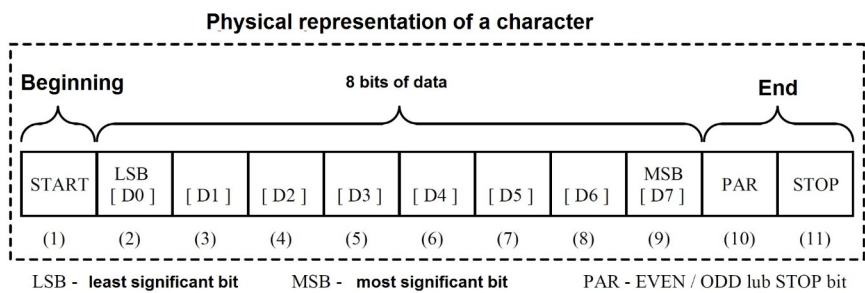 Physical representation of a character
Beginning 8 bits of data End
START LSB [ D0 ] [ D1 ] [ D2 ] [ D3 ] [ D4 ] [ D5 ] [ D6 ] MSB [ D7 ] PAR STOP
(1) (2) (3) (4) (5) (6) (7) (8) (9) (10) (11)
LSB - least significant bit MSB - most significant bit PAR - EVEN / ODD lub STOP bit